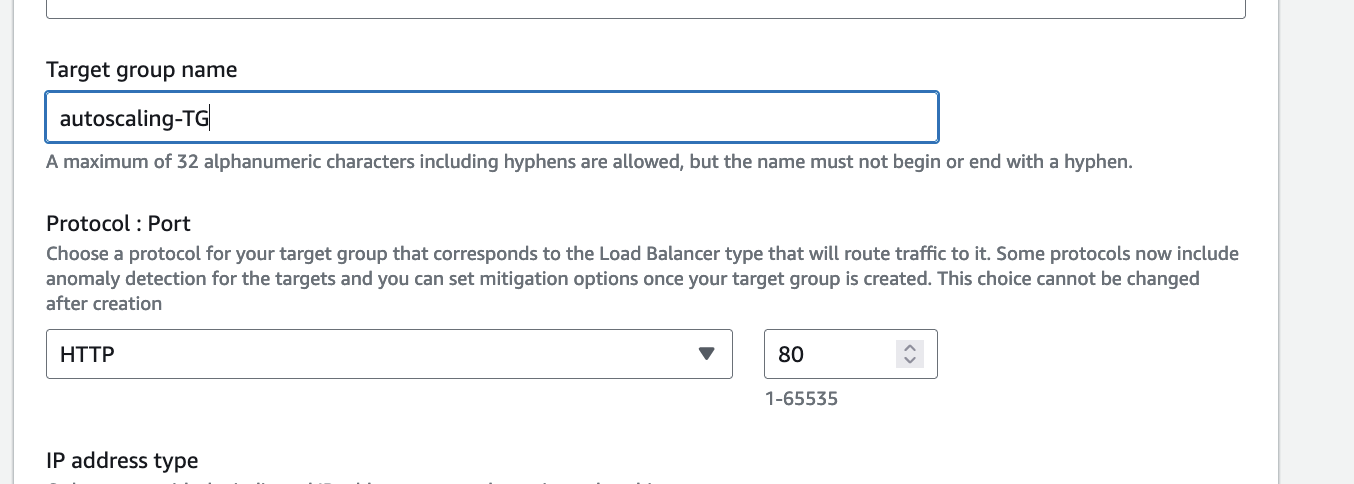 Target group name
autoscaling-TG
A maximum of 32 alphanumeric characters including hyphens are allowed, but the name must not begin or end with a hyphen.
Protocol : Port
Choose a protocol for your target group that corresponds to the Load Balancer type that will route traffic to it. Some protocols now include
anomaly detection for the targets and you can set mitigation options once your target group is created. This choice cannot be changed
after creation
HTTP
80
1-65535
IP address type